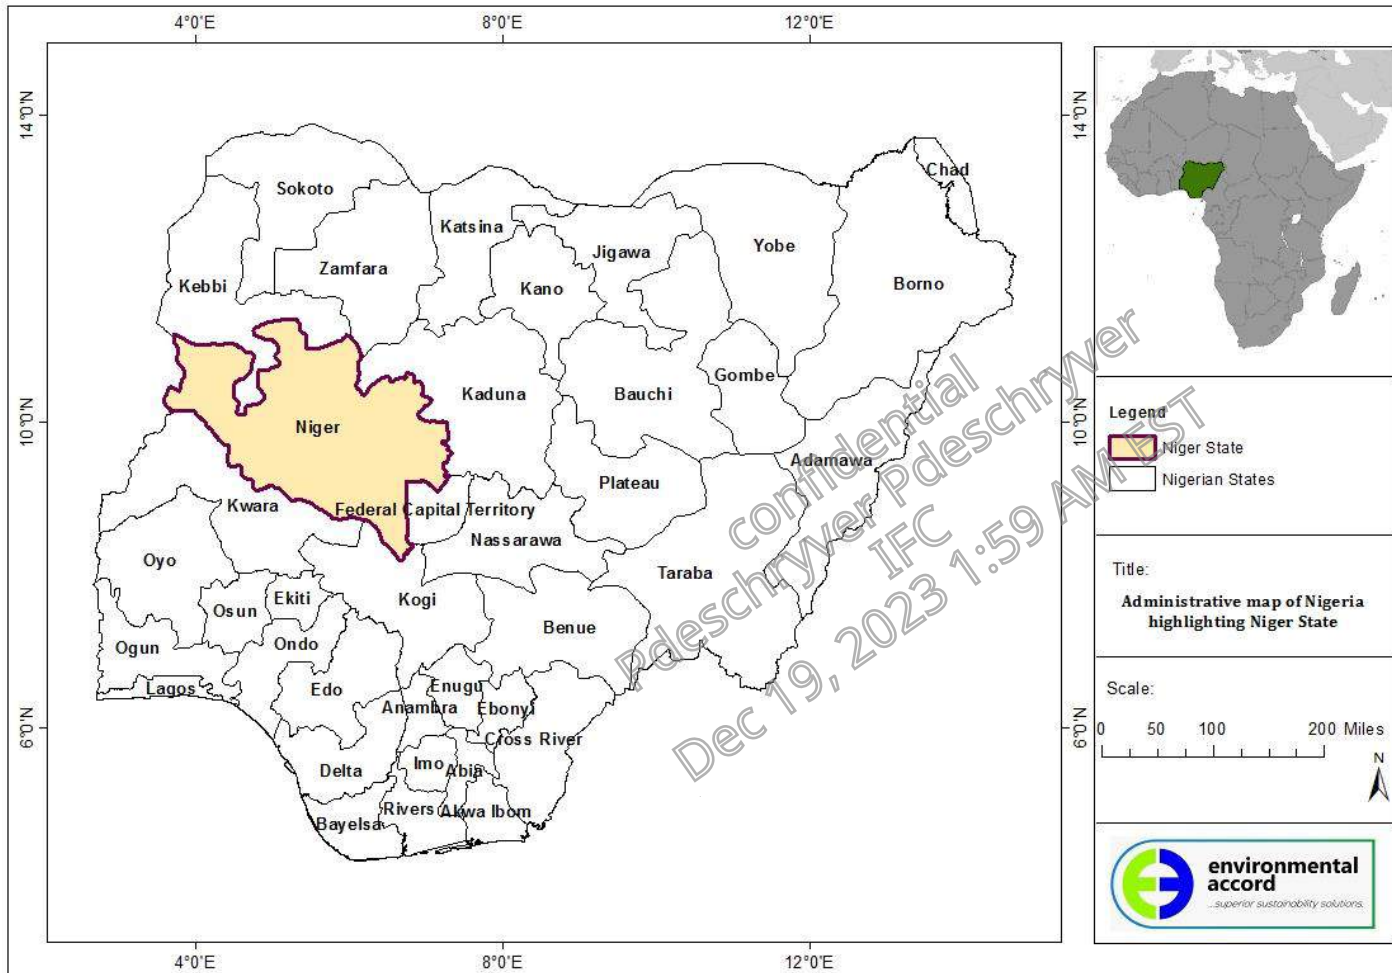 4°0'E 8°0'E 12°0'E
14°0'N
14°0'N
Chad
Sokoto
Katsina
Yobe
Jigawa
Zamfara
Kebbi
Kano
Borno
Gombe
Kaduna
Bauchi
Niger
10°0'N
10°0'N
Adamawa
Plateau
Kwara
Federal Capital Territory
Nassarawa
Oyo
Taraba
Ekiti
Kogi
Osun
Benue
Ondo
Ogun
Lagos
Edo
Enugu
Anambra
Ebonyi
6°0'N
6°0'N
Cross River
Delta
Imo
Abia
Rivers
Akwa Ibom
Bayelsa
4°0'E 8°0'E 12°0'E
confidential
Pdeschryver Pdeschryver
IFC
Dec 19, 2023 1:59 AM EST
Legend
Niger State
Nigerian States
Title:
Administrative map of Nigeria
highlighting Niger State
Scale:
0 50 100 200 Miles
N
environmental
accord
...superior sustainability solutions.